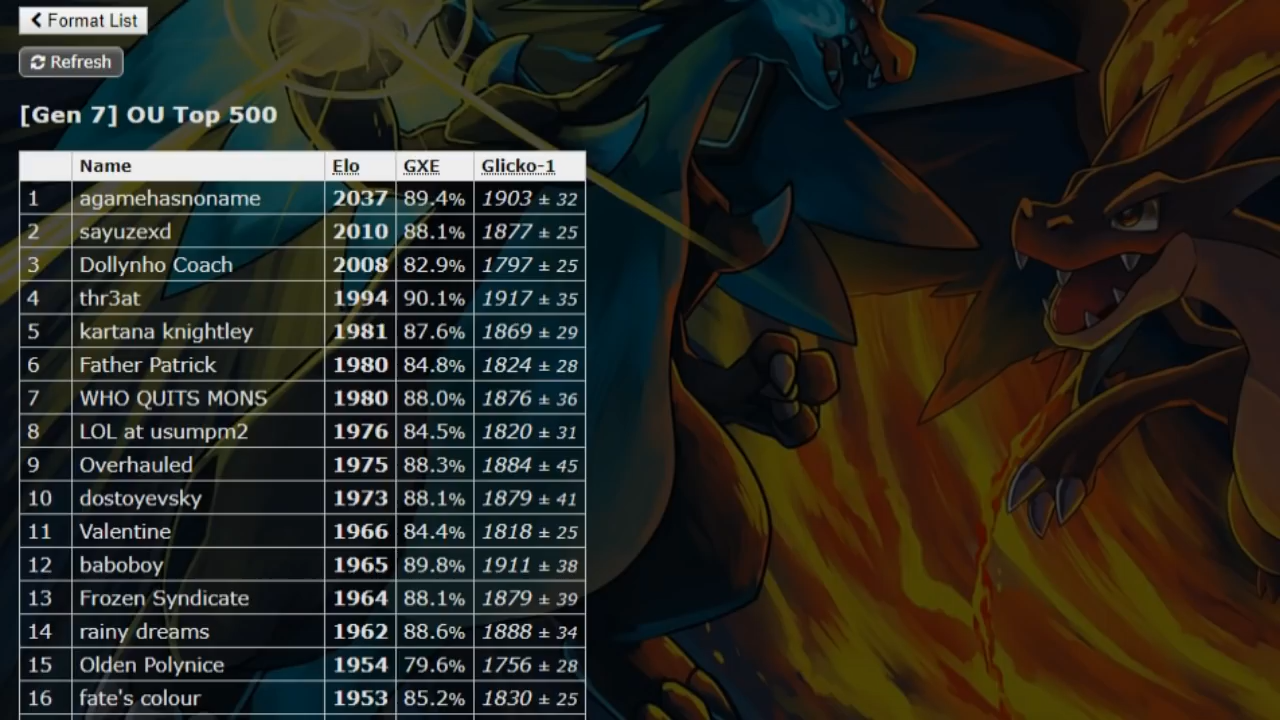 Format List
Refresh
[Gen 7] OU Top 500
Name Elo GXE Glicko-1
1 agamehasnoname 2037 89.4% 1903 ± 32
2 sayuzexd 2010 88.1% 1877 ± 25
3 Dollynho Coach 2008 82.9% 1797 ± 25
4 thr3at 1994 90.1% 1917 ± 35
5 kartana knightley 1981 87.6% 1869 ± 29
6 Father Patrick 1980 84.8% 1824 ± 28
7 WHO QUITS MONS 1980 88.0% 1876 ± 36
8 LOL at usumpm2 1976 84.5% 1820 ± 31
9 Overhauled 1975 88.3% 1884 ± 45
10 dostoyevsky 1973 88.1% 1879 ± 41
11 Valentine 1966 84.4% 1818 ± 25
12 baboboy 1965 89.8% 1911 ± 38
13 Frozen Syndicate 1964 88.1% 1879 ± 39
14 rainy dreams 1962 88.6% 1888 ± 34
15 Olden Polynice 1954 79.6% 1756 ± 28
16 fate's colour 1953 85.2% 1830 ± 25